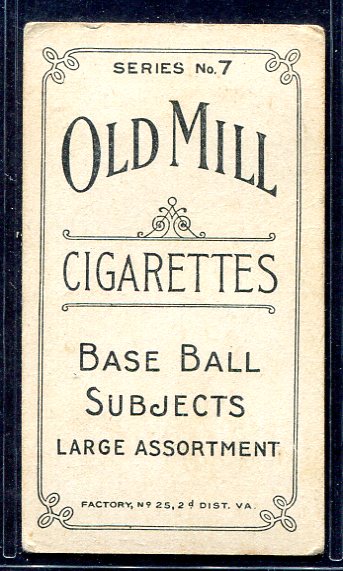 SERIES No. 7
OLD MILL
CIGARETTES
BASE BALL
SUBJECTS
LARGE ASSORTMENT
FACTORY, Nº 25, 2d DIST. VA.